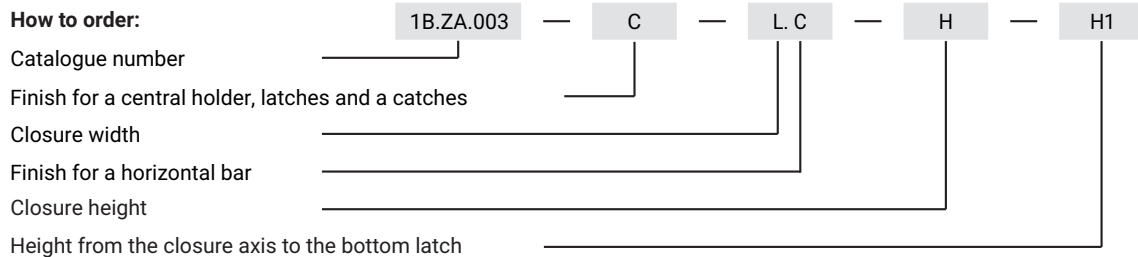 How to order: 1B.ZA.003 — C — L. C — H — H1
Catalogue number
Finish for a central holder, latches and a catches
Closure width
Finish for a horizontal bar
Closure height
Height from the closure axis to the bottom latch